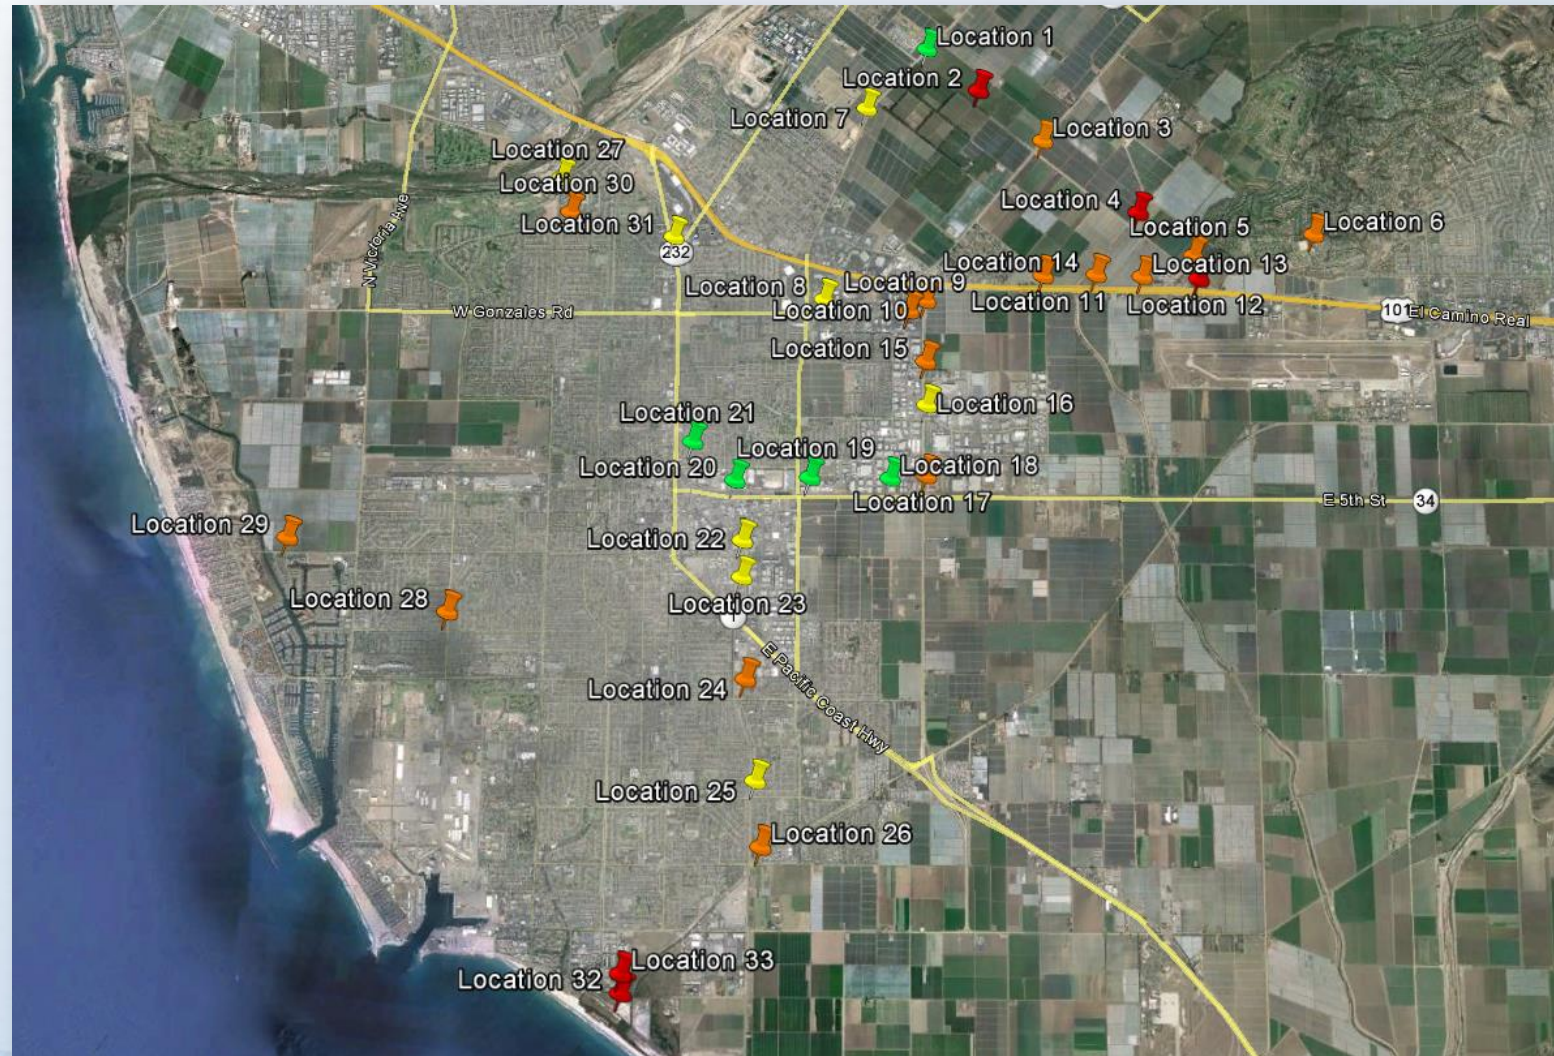 Location 1
Location 2
Location 7
Location 3
Location 27
Location 30
Location 4
Location 31
Location 5
Location 6
N Victoria Ave
232
Location 14
Location 13
Location 8
Location 9
Location 11
Location 12
Location 10
W Gonzales Rd
101
El Camino Real
Location 15
Location 16
Location 21
Location 19
Location 20
Location 18
Location 17
E 5th St
34
Location 29
Location 22
Location 28
Location 23
1
E Pacific Coast Hwy
Location 24
Location 25
Location 26
Location 33
Location 32